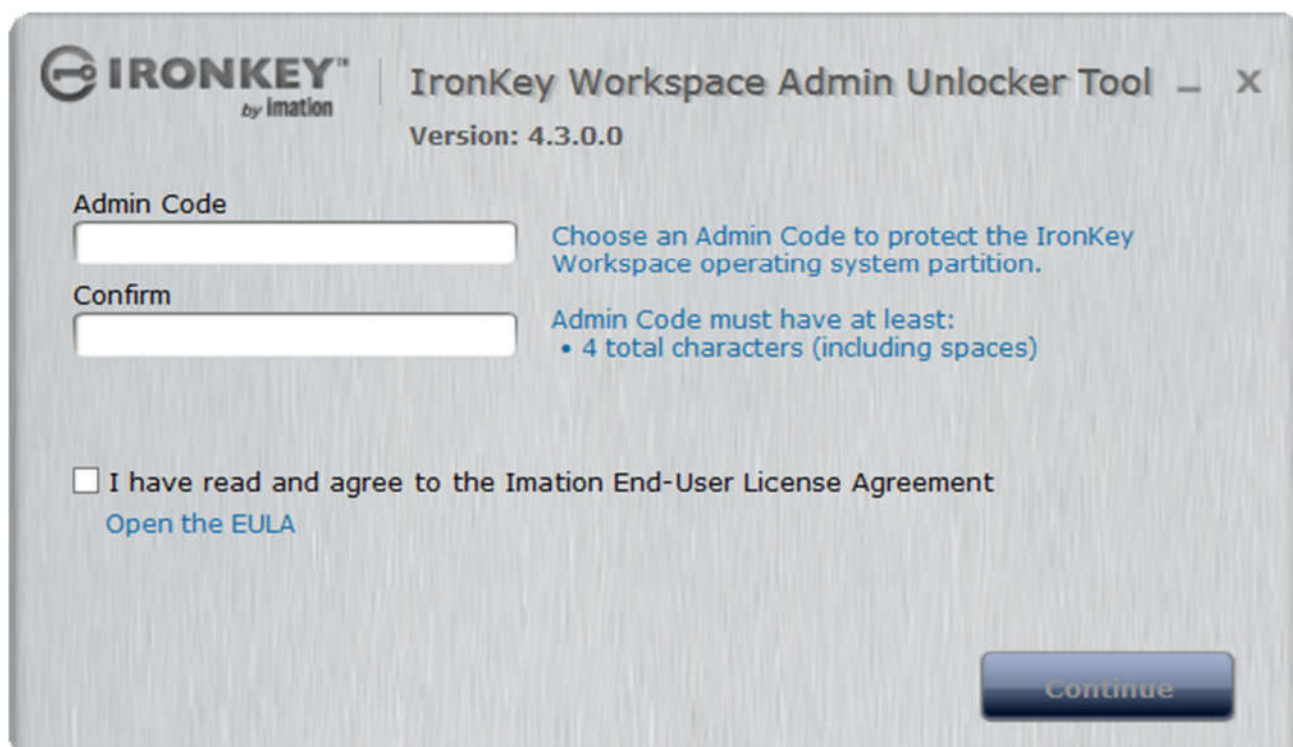 IRONKEY™
by imation
IronKey Workspace Admin Unlocker Tool
Version: 4.3.0.0
Admin Code
Choose an Admin Code to protect the IronKey
Workspace operating system partition.
Confirm
Admin Code must have at least:
• 4 total characters (including spaces)
I have read and agree to the Imation End-User License Agreement
Open the EULA
Continue